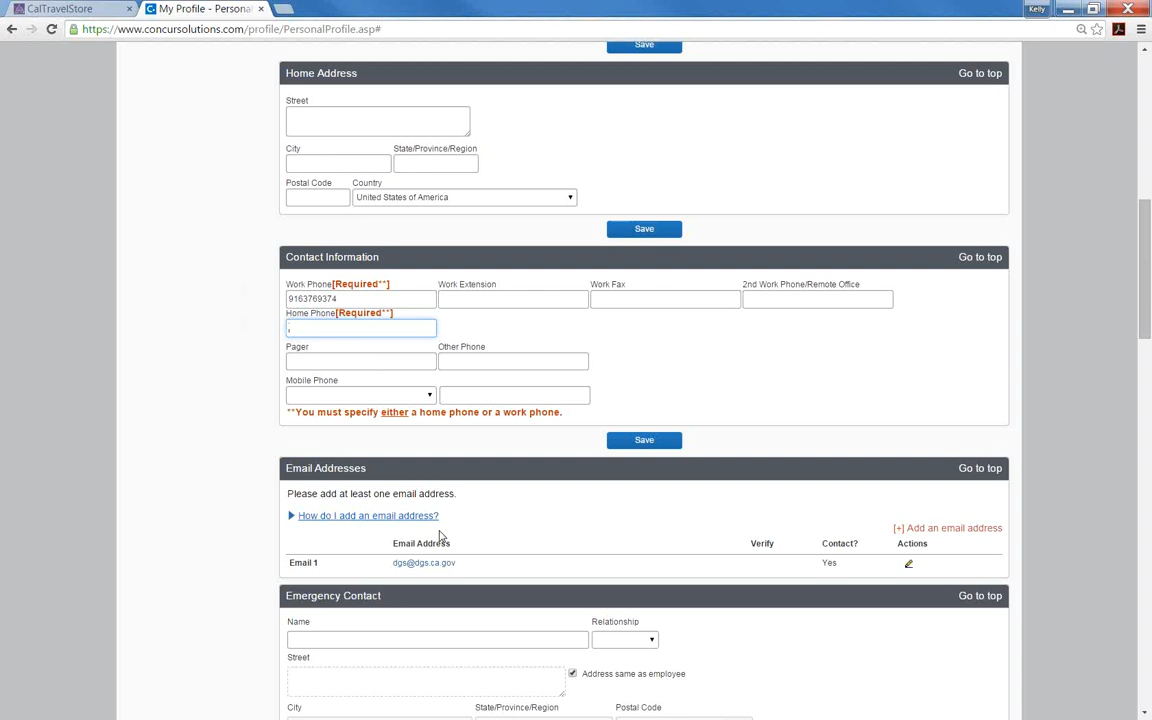 CalTravelStore
My Profile - Personal
Kelly
https://www.concursolutions.com/profile/PersonalProfile.asp#
Save
Home Address Go to top
Street
City State/Province/Region
Postal Code Country
United States of America
Save
Contact Information Go to top
Work Phone[Required**] Work Extension Work Fax 2nd Work Phone/Remote Office
9163769374
Home Phone[Required**]
Pager Other Phone
Mobile Phone
**You must specify either a home phone or a work phone.
Save
Email Addresses Go to top
Please add at least one email address.
How do I add an email address?
[+] Add an email address
Email Address Verify Contact? Actions
Email 1 dgs@dgs.ca.gov Yes
Emergency Contact Go to top
Name Relationship
Street
Address same as employee
City State/Province/Region Postal Code